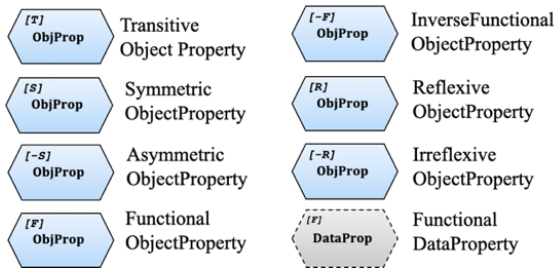 [T]
ObjProp
Transitive
Object Property
[S]
ObjProp
Symmetric
ObjectProperty
[-S]
ObjProp
Asymmetric
ObjectProperty
[F]
ObjProp
Functional
ObjectProperty
[-F]
ObjProp
InverseFunctional
ObjectProperty
[R]
ObjProp
Reflexive
ObjectProperty
[-R]
ObjProp
Irreflexive
ObjectProperty
[F]
DataProp
Functional
DataProperty